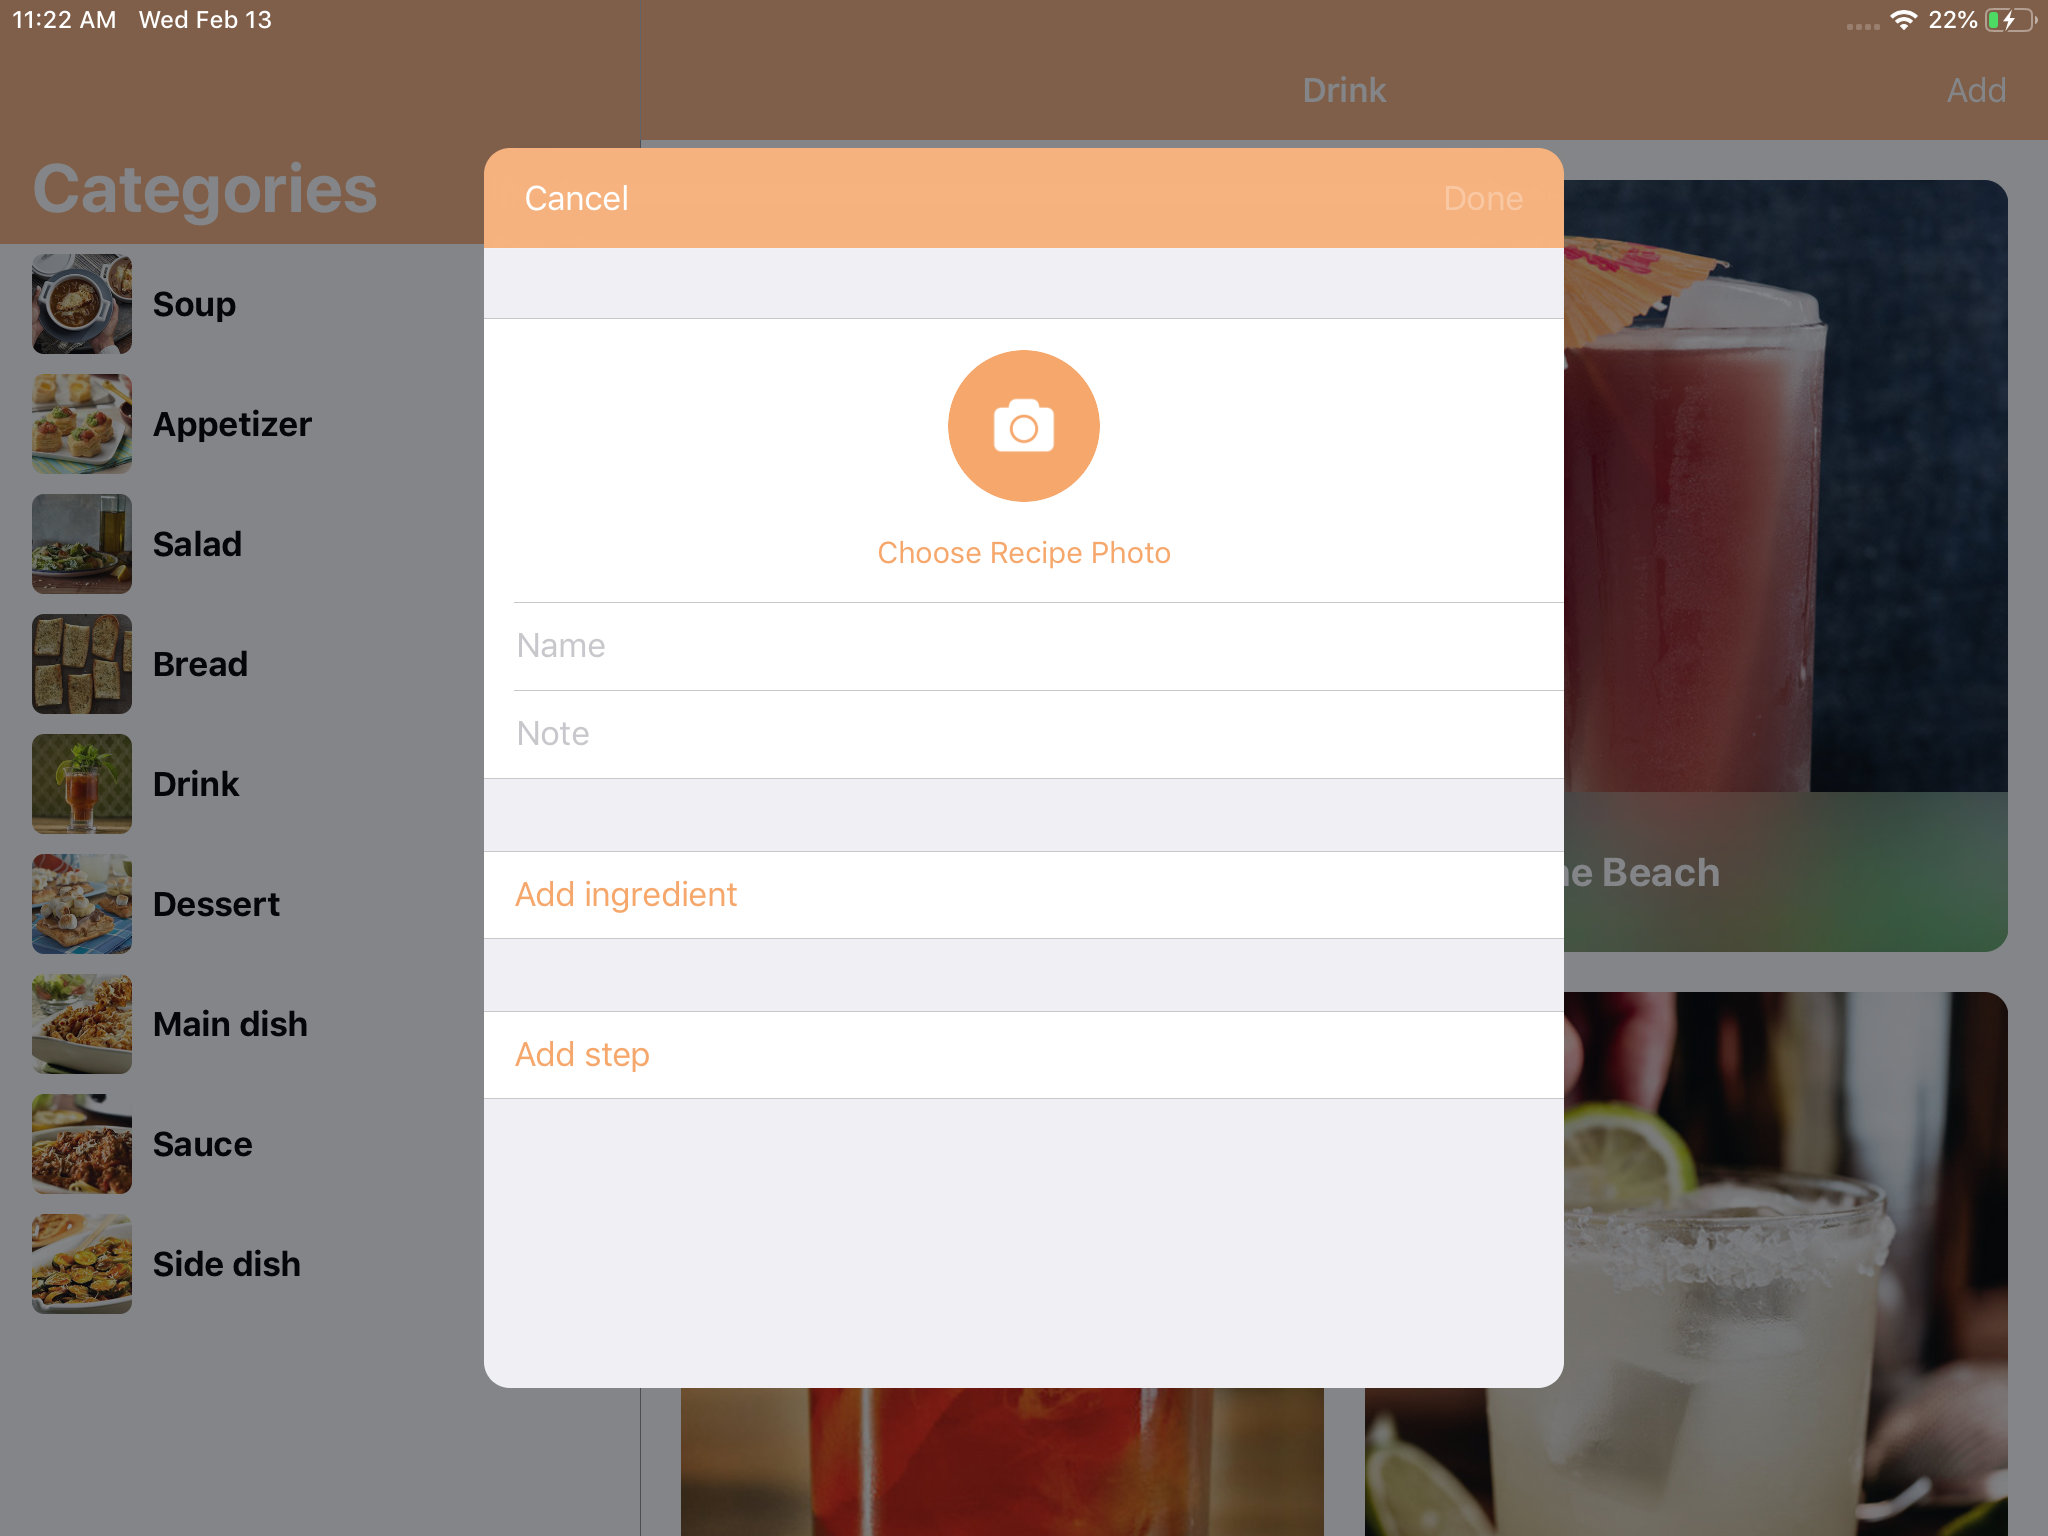 11:22 AM Wed Feb 13
22%
Drink
Add
Categories
Cancel
Done
Soup
Appetizer
Salad
Bread
Drink
Dessert
Main dish
Sauce
Side dish
Choose Recipe Photo
Name
Note
Add ingredient
Add step
Beach